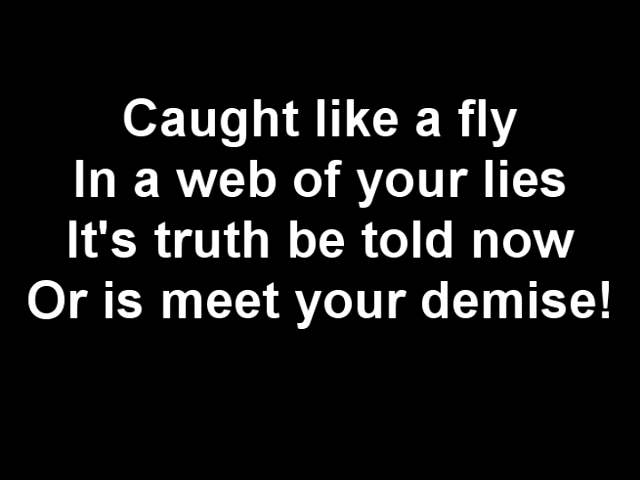 Caught like a fly
In a web of your lies
It's truth be told now
Or is meet your demise!